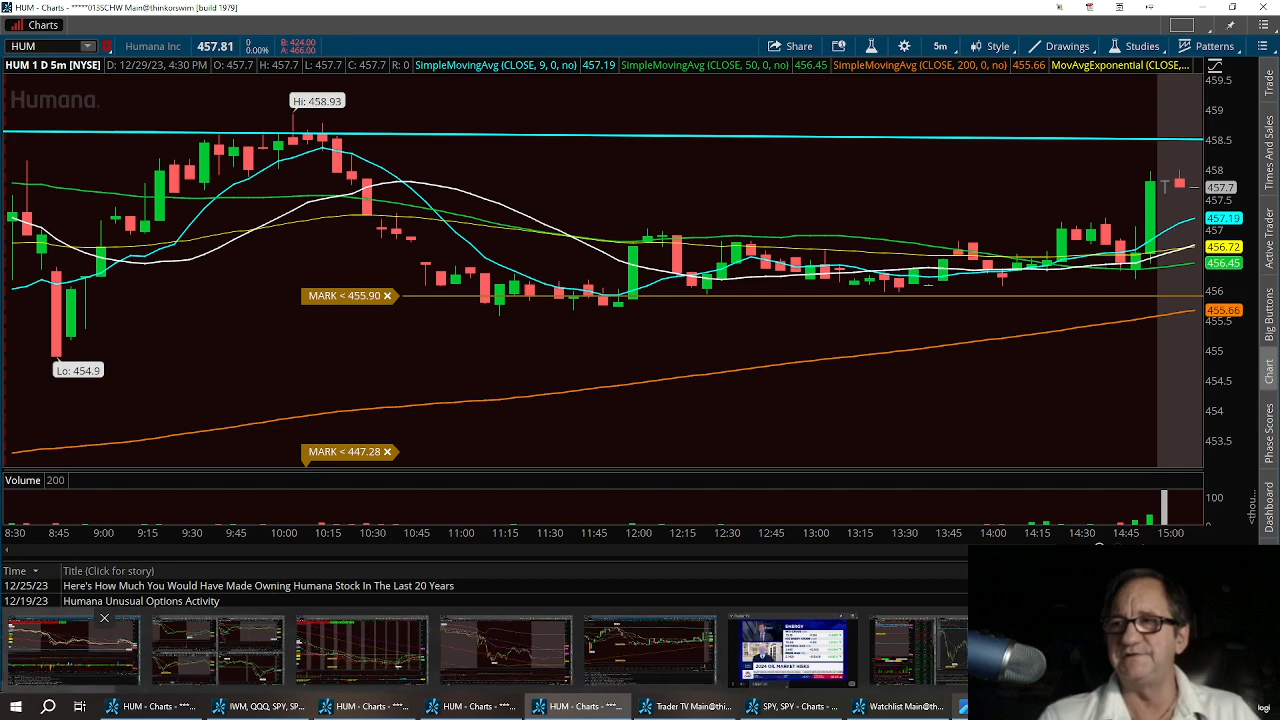 HUM - Charts - *****013SCHW Main@thinkorswim [build 1979]
Charts
HUM
Humana Inc
457.81
0
0.00%
B: 424.00
A: 466.00
Share
5m
Style
Drawings
Studies
Patterns
HUM 1 D 5m [NYSE]
D: 12/29/23, 4:30 PM
O: 457.7
H: 457.7
L: 457.7
C: 457.7
R: 0
SimpleMovingAvg (CLOSE, 9, 0, no)
457.19
SimpleMovingAvg (CLOSE, 50, 0, no)
456.45
SimpleMovingAvg (CLOSE, 200, 0, no)
455.66
MovAvgExponential (CLOSE,...
Humana.
Hi: 458.93
Lo: 454.9
MARK < 455.90
MARK < 447.28
459.5
459
458.5
458
457.7
457.5
457.19
457
456.72
456.45
456
455.66
455.5
455
454.5
454
453.5
Volume
200
100
0
<thou...
8:30
8:45
9:00
9:15
9:30
9:45
10:00
10:15
10:30
10:45
11:00
11:15
11:30
11:45
12:00
12:15
12:30
12:45
13:00
13:15
13:30
13:45
14:00
14:15
14:30
14:45
15:00
Trade
Times And Sales
Active Trader
Big Buttons
Chart
Phase Scores
Dashboard
Time
Title (Click for story)
12/25/23
Here's How Much You Would Have Made Owning Humana Stock In The Last 20 Years
12/19/23
Humana Unusual Options Activity
ENERGY
2024 OIL MARKET RISKS
HUM - Charts - ***...
IWM, QQQ, SPY, S...
HUM - Charts - ***...
HUM - Charts - ***...
HUM - Charts - ***...
Trader TV Main@thi...
SPY, SPY - Charts - ...
Watchlist Main@thi...
logi